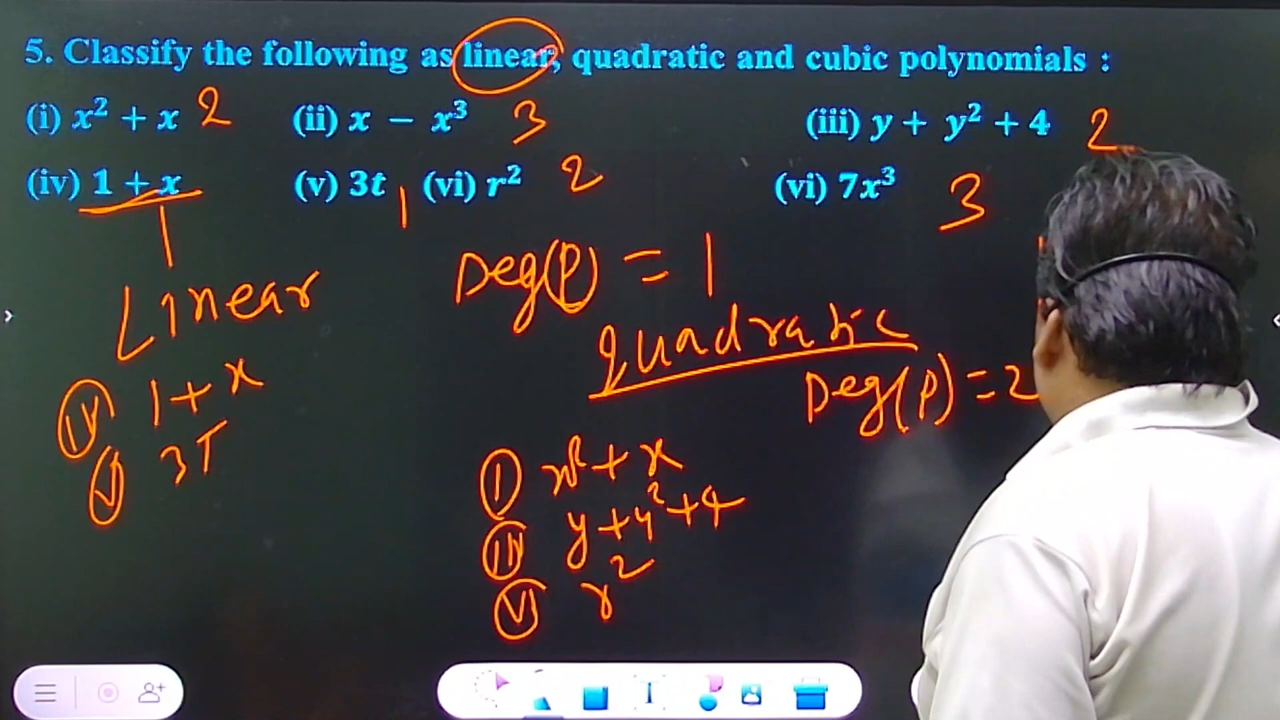 5. Classify the following as linear, quadratic and cubic polynomials :
(i) x² + x 2 (ii) x − x³ 3 (iii) y + y² + 4 2
(iv) 1 + x 1 (v) 3t 1 (vi) r² 2 (vi) 7x³ 3
Linear Deg(P) = 1
Quadratic
Deg(P) = 2
(IV) 1 + x
(V) 3T
(I) x² + x
(III) y + y² + 4
(VI) r²